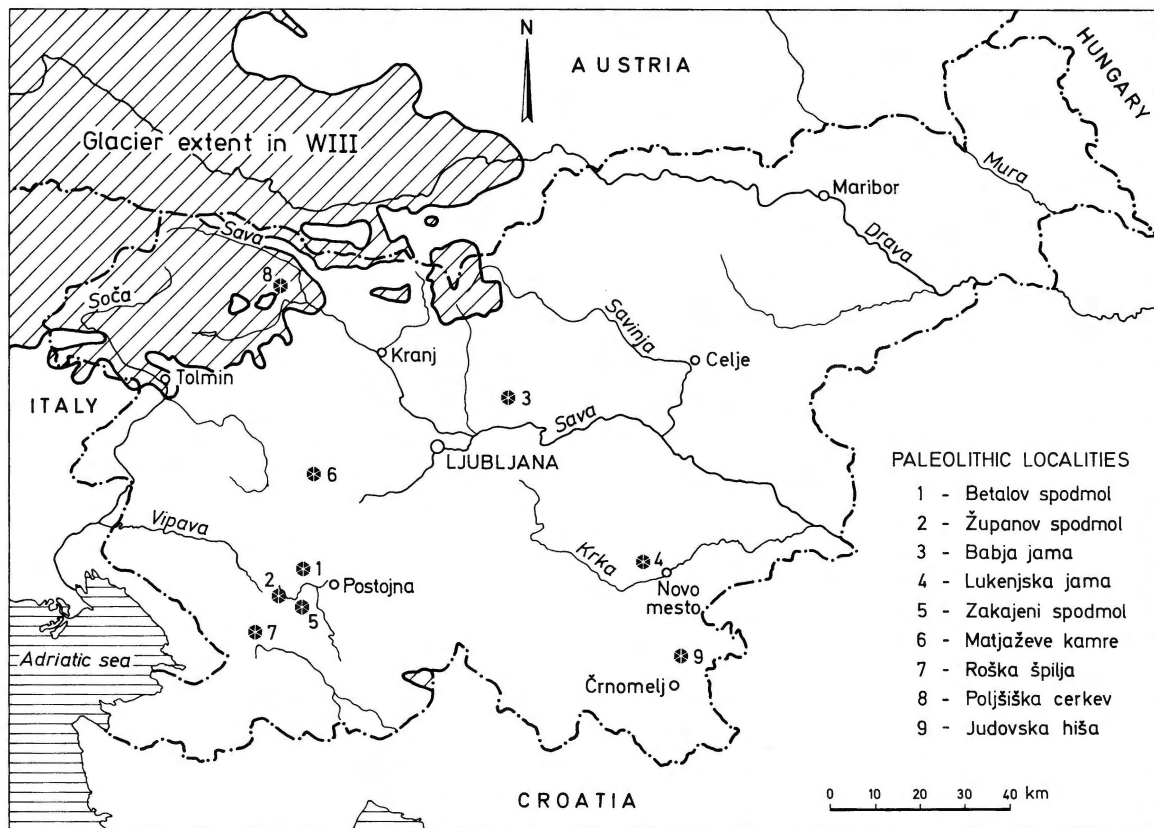 N
AUSTRIA
HUNGARY
Glacier extent in WIII
Mura
Maribor
Sava
Drava
8
Soča
Savinja
Kranj
Celje
Tolmin
ITALY
3
Sava
LJUBLJANA
6
PALEOLITHIC LOCALITIES
1 - Betalov spodmol
2 - Županov spodmol
3 - Babja jama
4 - Lukenjska jama
5 - Zakajeni spodmol
6 - Matjaževe kamre
7 - Roška špilja
8 - Poljšiška cerkev
9 - Judovska hiša
Vipava
Krka
4
1
Postojna
Novo
mesto
2
5
7
Adriatic sea
9
Črnomelj
CROATIA
0 10 20 30 40 km